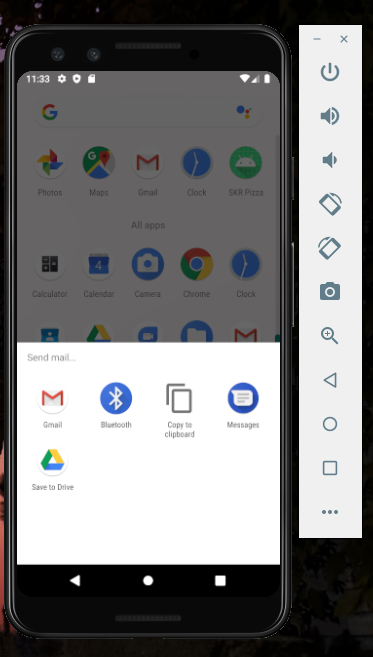 11:33
G
Photos Maps Gmail Clock SKR Pizza
All apps
4
Calculator Calendar Camera Chrome Clock
Send mail...
Gmail Bluetooth Copy to clipboard Messages
Save to Drive